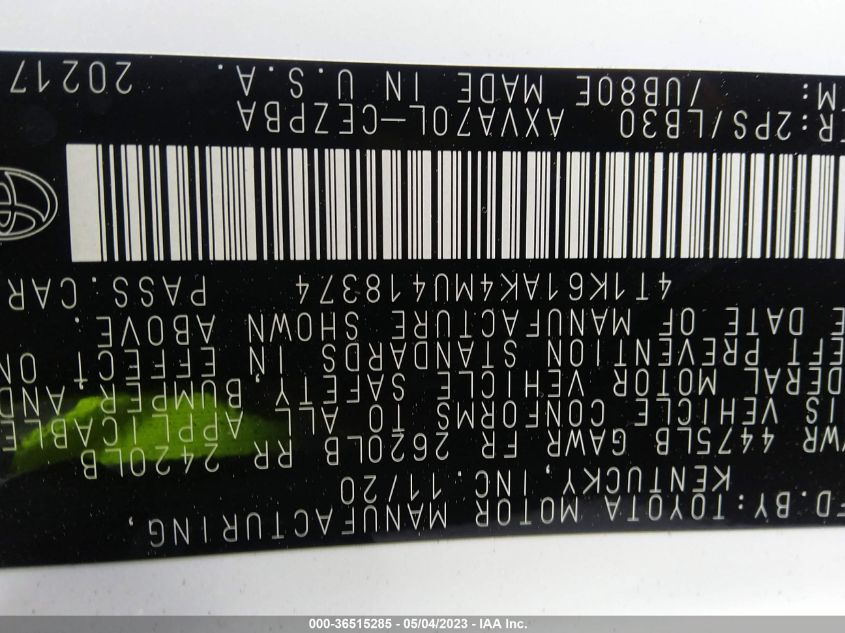 FD. BY: TOYOTA MOTOR MANUFACTURING,
KENTUCKY, INC. 11/20
WR 4475LB GAWR FR 2620LB RR 2420LB
IS VEHICLE CONFORMS TO ALL APPLICABLE
DERAL MOTOR VEHICLE SAFETY, BUMPER, AND
EFT PREVENTION STANDARDS IN EFFECT ON
E DATE OF MANUFACTURE SHOWN ABOVE.
4T1K61AK4MU418374 PASS.CAR
R:2PS/LB30 AXVA70L-CEZPBA
M: 7UB80E MADE IN U.S.A. 20217
000-36515285 - 05/04/2023 - IAA Inc.